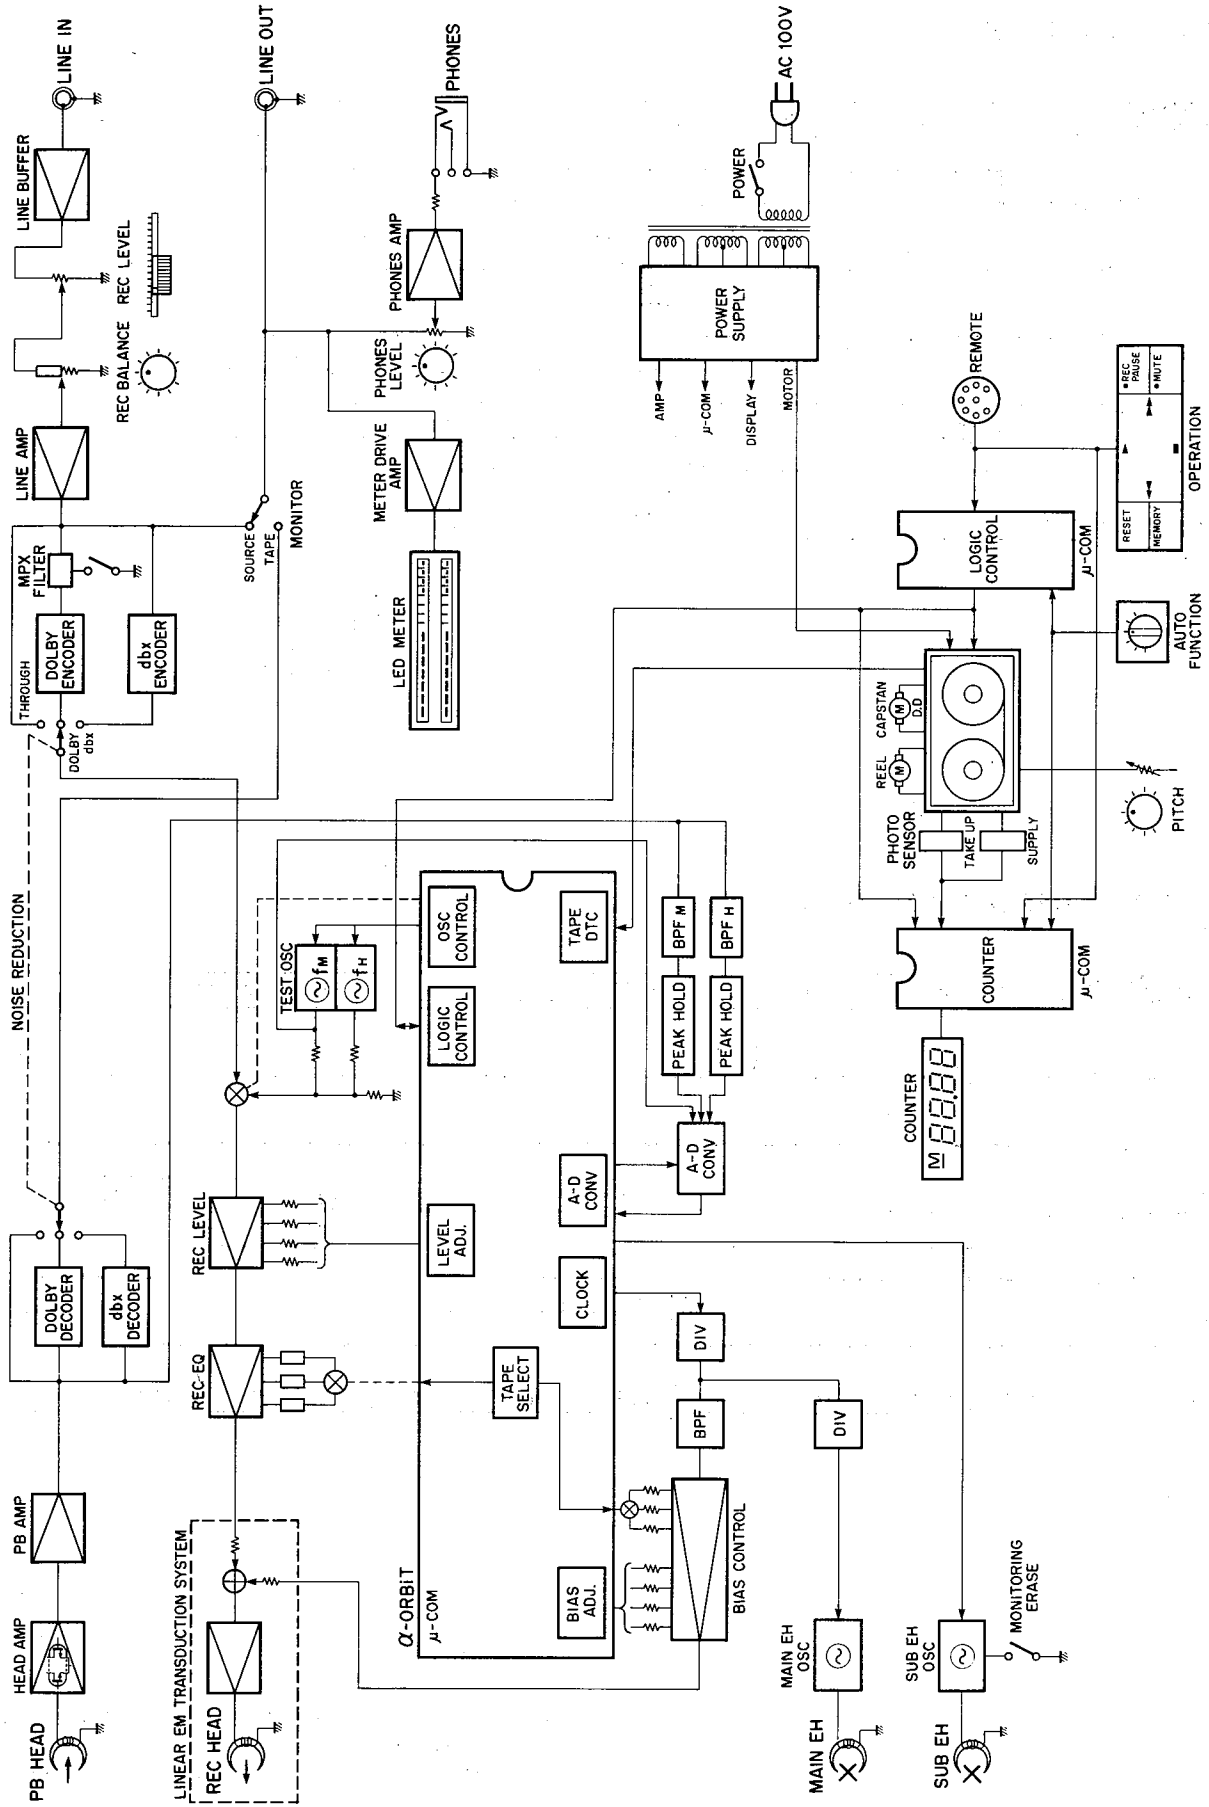 PB HEAD
HEAD AMP
PB AMP
DOLBY
DECODER
dbx
DECODER
NOISE REDUCTION
THROUGH
DOLBY
dbx
DOLBY
ENCODER
dbx
ENCODER
MPX
FILTER
LINE AMP
REC BALANCE
REC LEVEL
LINE BUFFER
LINE IN
SOURCE
TAPE
MONITOR
LINE OUT
LINEAR EM TRANSDUCTION SYSTEM
REC HEAD
REC-EQ
REC LEVEL
TEST OSC
fM
fH
LED METER
METER DRIVE
AMP
PHONES
LEVEL
PHONES AMP
PHONES
α-ORBiT
μ-COM
BIAS
ADJ.
TAPE
SELECT
CLOCK
LEVEL
ADJ.
A-D
CONV
LOGIC
CONTROL
OSC
CONTROL
TAPE
DTC
BIAS CONTROL
BPF
DIV
DIV
A-D
CONV
PEAK HOLD
PEAK HOLD
BPF M
BPF H
MAIN EH
MAIN EH
OSC
SUB EH
SUB EH
OSC
MONITORING
ERASE
POWER
SUPPLY
AMP
μ-COM
DISPLAY
MOTOR
POWER
AC 100V
COUNTER
M 88.88
COUNTER
μ-COM
PHOTO
SENSOR
TAKE UP
SUPPLY
REEL
M
CAPSTAN
M
D.D
PITCH
LOGIC
CONTROL
μ-COM
REMOTE
AUTO
FUNCTION
RESET
MEMORY
REC
PAUSE
MUTE
OPERATION